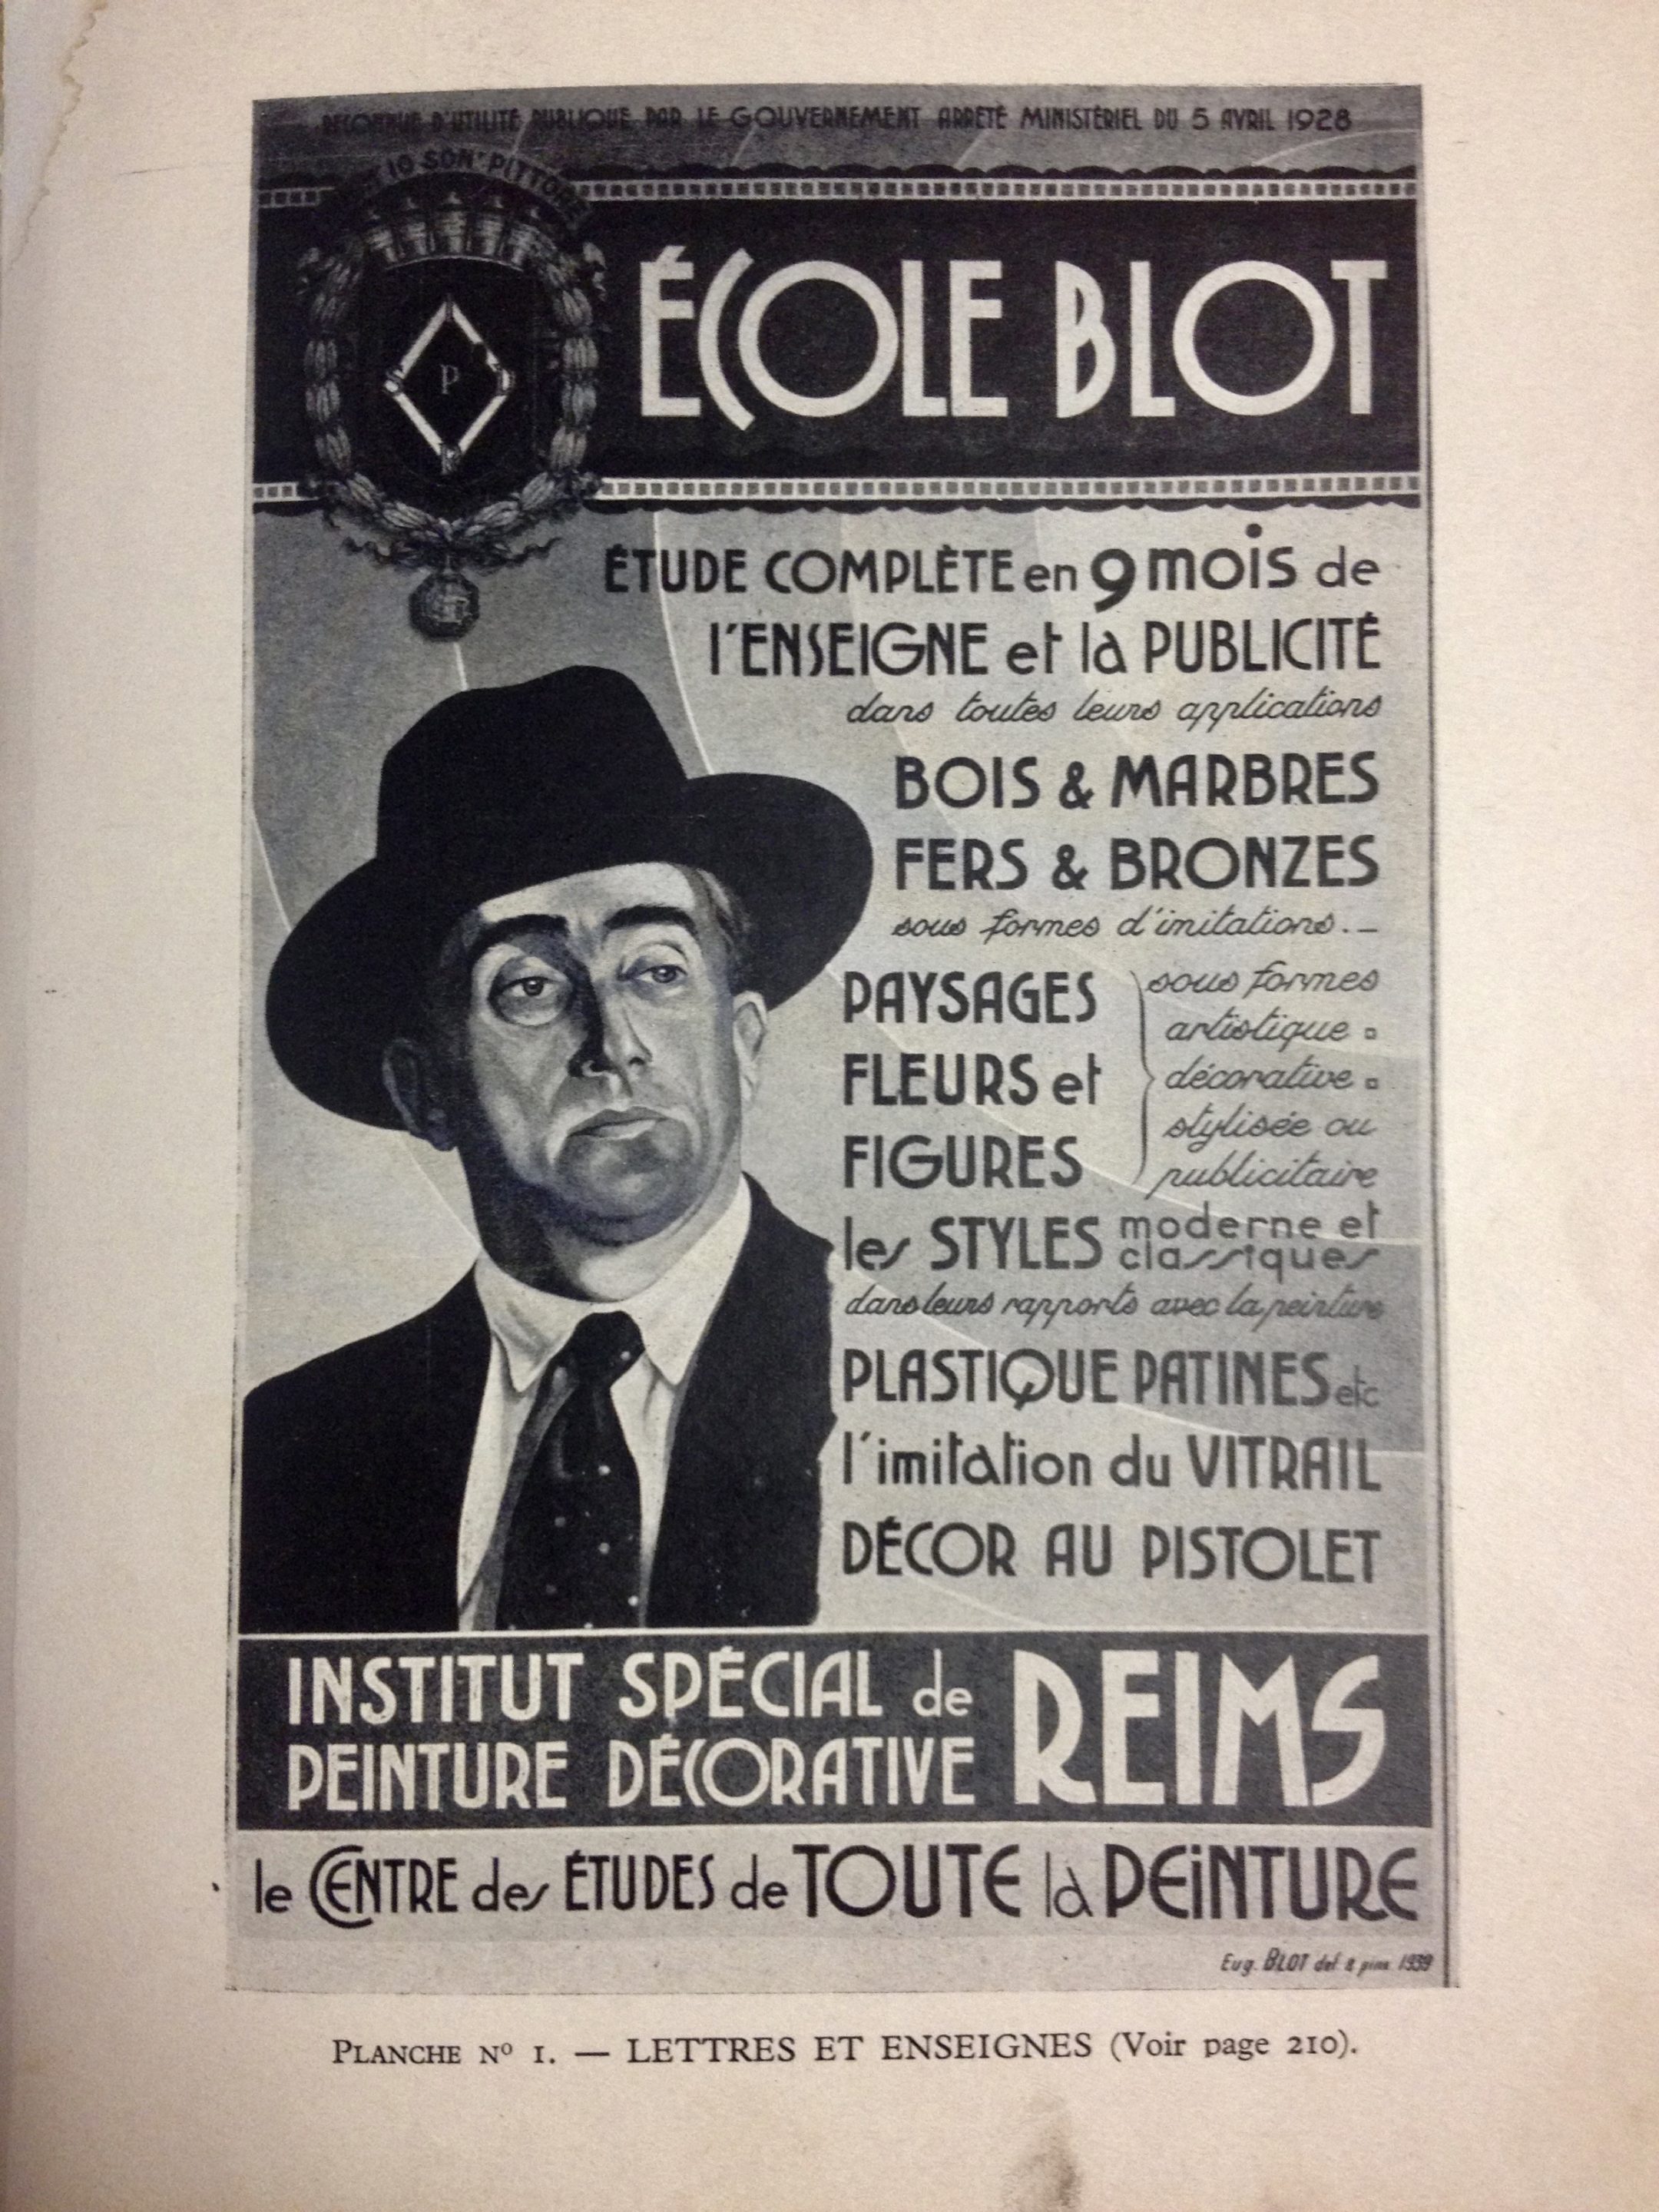 RECONNUE D'UTILITÉ PUBLIQUE PAR LE GOUVERNEMENT ARRÊTÉ MINISTÉRIEL DU 5 AVRIL 1928
IO SON' PITTORE
P
ÉCOLE BLOT
ÉTUDE COMPLÈTE en 9 mois de
l'ENSEIGNE et la PUBLICITÉ
dans toutes leurs applications
BOIS & MARBRES
FERS & BRONZES
sous formes d'imitations.-
PAYSAGES
FLEURS et
FIGURES
sous formes
artistique
décorative
stylisée ou
publicitaire
les STYLES moderne et
classiques
dans leurs rapports avec la peinture
PLASTIQUE PATINES etc
l'imitation du VITRAIL
DÉCOR AU PISTOLET
INSTITUT SPÉCIAL de
PEINTURE DÉCORATIVE
REIMS
le CENTRE des ÉTUDES de TOUTE la PEiNTURE
Eug. BLOT del & pinx 1939
PLANCHE Nº 1. — LETTRES ET ENSEIGNES (Voir page 210).